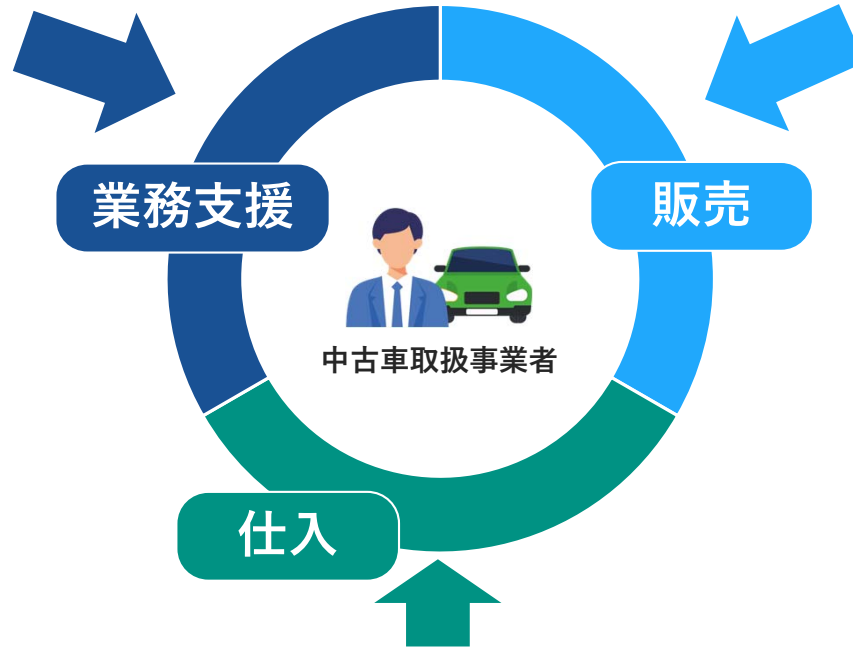 業務支援
販売
中古車取扱事業者
仕入